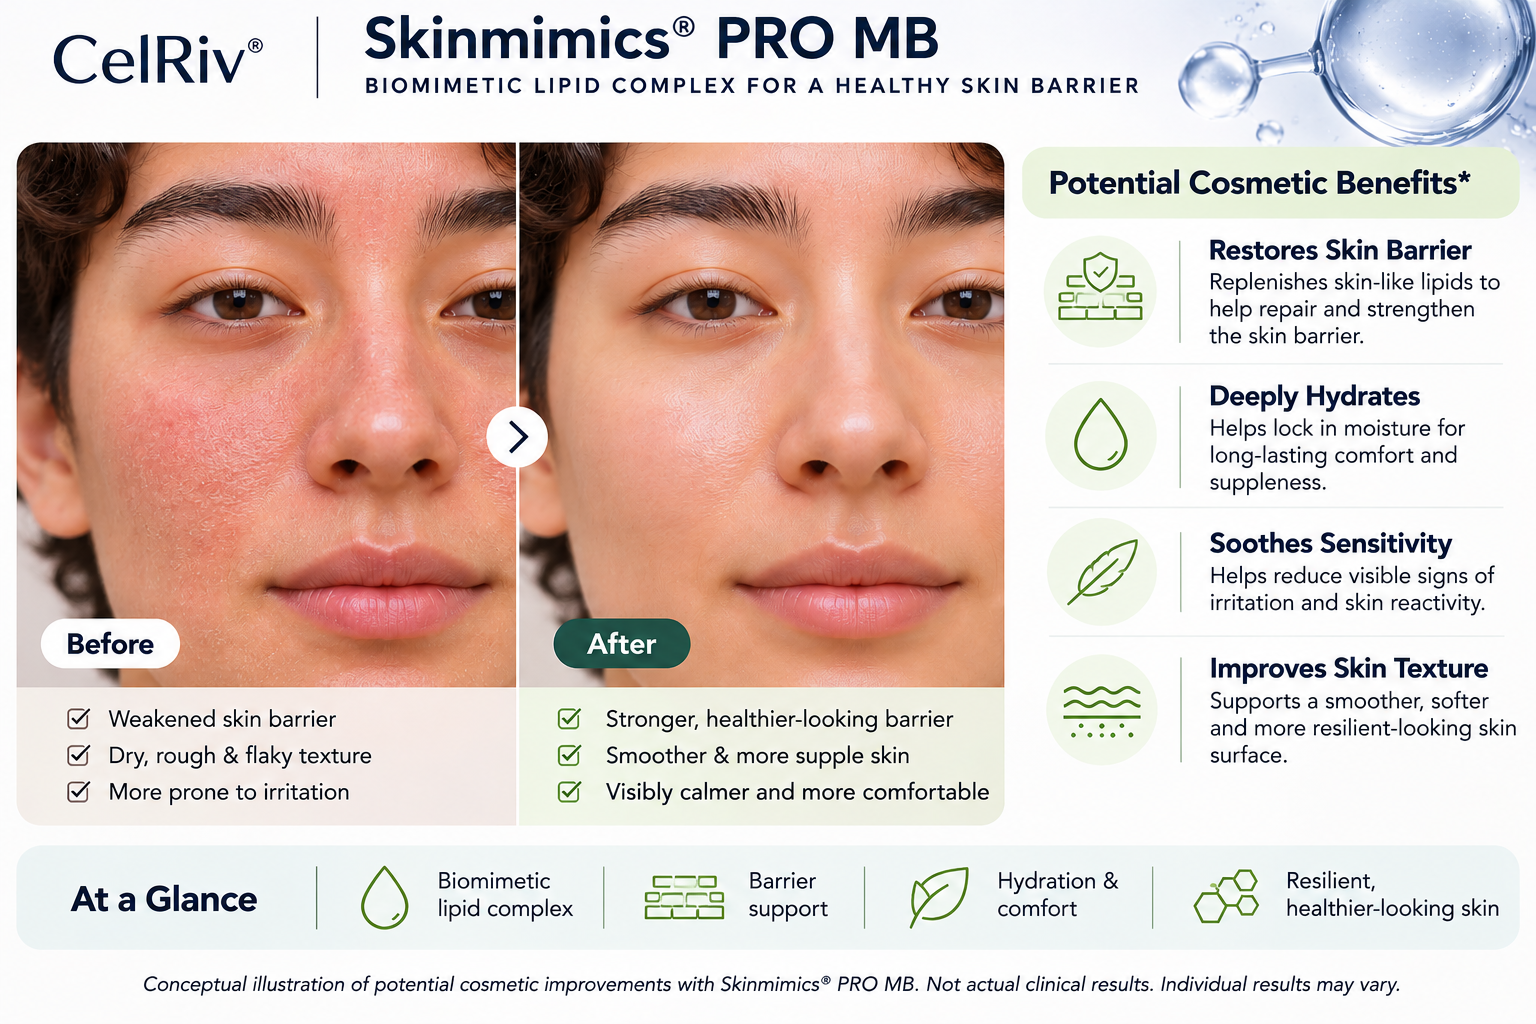 CelRiv®
Skinmimics® PRO MB
BIOMIMETIC LIPID COMPLEX FOR A HEALTHY SKIN BARRIER
Before
Weakened skin barrier
Dry, rough & flaky texture
More prone to irritation
After
Stronger, healthier-looking barrier
Smoother & more supple skin
Visibly calmer and more comfortable
Potential Cosmetic Benefits*
Restores Skin Barrier
Replenishes skin-like lipids to
help repair and strengthen
the skin barrier.
Deeply Hydrates
Helps lock in moisture for
long-lasting comfort and
suppleness.
Soothes Sensitivity
Helps reduce visible signs of
irritation and skin reactivity.
Improves Skin Texture
Supports a smoother, softer
and more resilient-looking skin
surface.
At a Glance
Biomimetic
lipid complex
Barrier
support
Hydration &
comfort
Resilient,
healthier-looking skin
Conceptual illustration of potential cosmetic improvements with Skinmimics® PRO MB. Not actual clinical results. Individual results may vary.